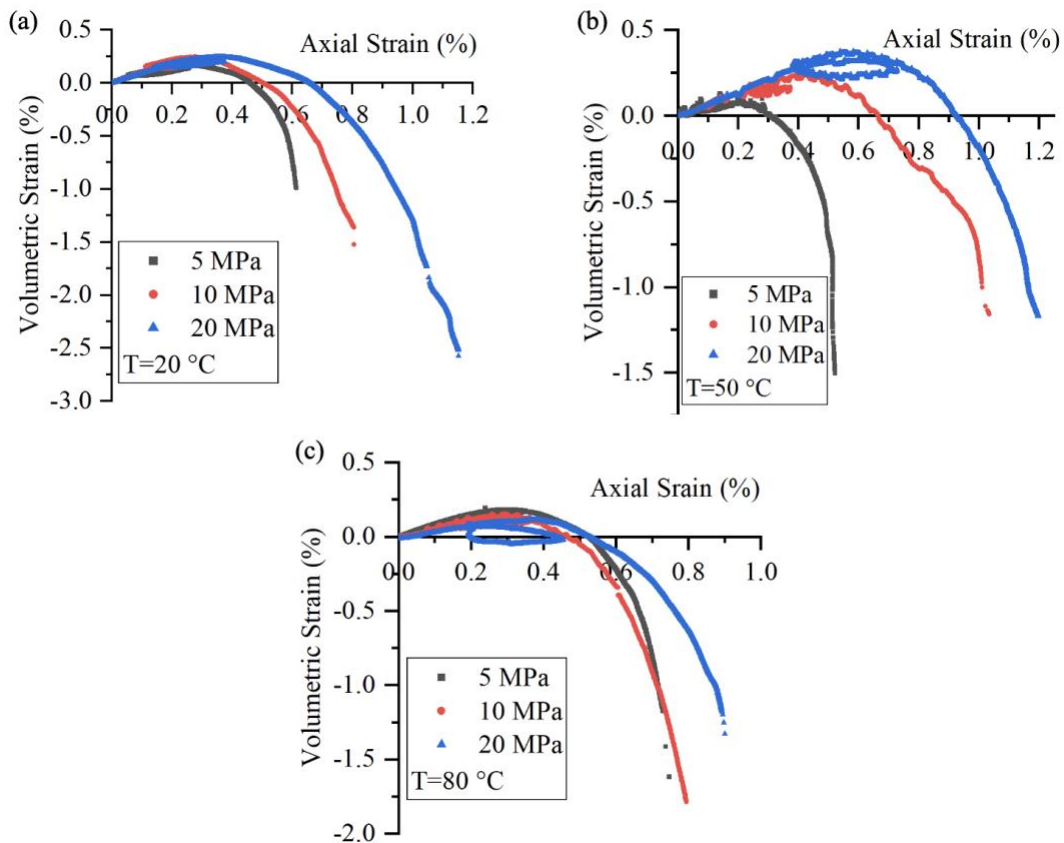 (a)
Axial Strain (%)
Volumetric Strain (%)
0.5
0.0
-0.5
-1.0
-1.5
-2.0
-2.5
-3.0
0.0 0.2 0.4 0.6 0.8 1.0 1.2
5 MPa
10 MPa
20 MPa
T=20 °C
(b)
Axial Strain (%)
Volumetric Strain (%)
0.5
0.0
-0.5
-1.0
-1.5
0.0 0.2 0.4 0.6 0.8 1.0 1.2
5 MPa
10 MPa
20 MPa
T=50 °C
(c)
Axial Srain (%)
Volumetric Strain (%)
0.5
0.0
-0.5
-1.0
-1.5
-2.0
0.0 0.2 0.4 0.6 0.8 1.0
5 MPa
10 MPa
20 MPa
T=80 °C